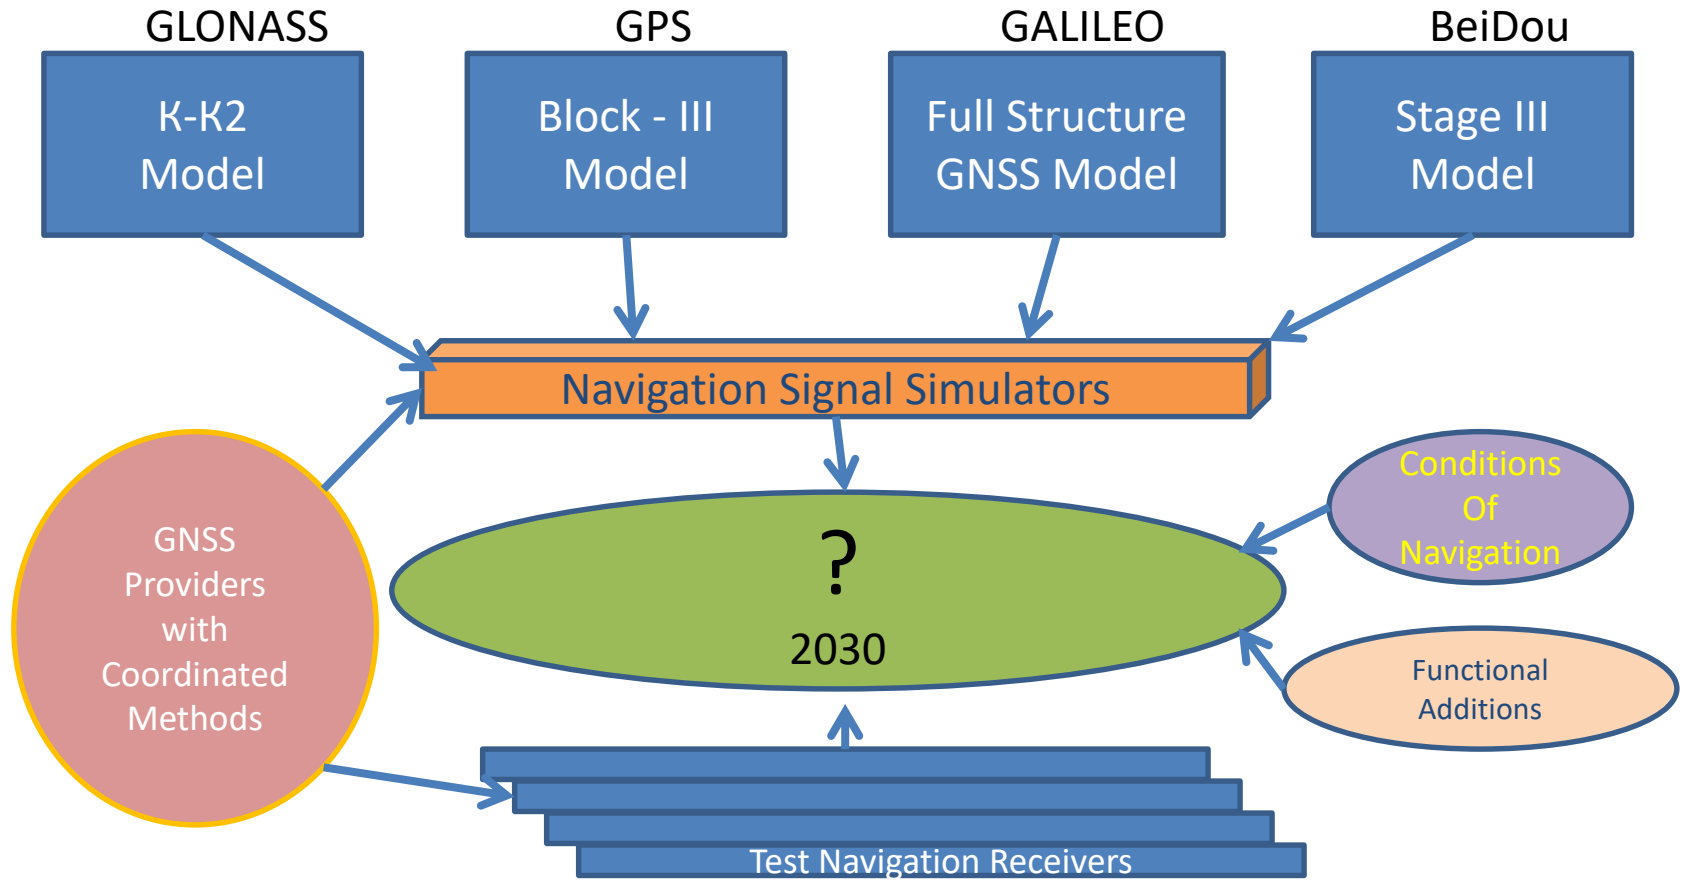 GLONASS
GPS
GALILEO
BeiDou
К-К2
Model
Block - III
Model
Full Structure
GNSS Model
Stage III
Model
Navigation Signal Simulators
GNSS
Providers
with
Coordinated
Methods
?
2030
Conditions
Of
Navigation
Functional
Additions
Test Navigation Receivers